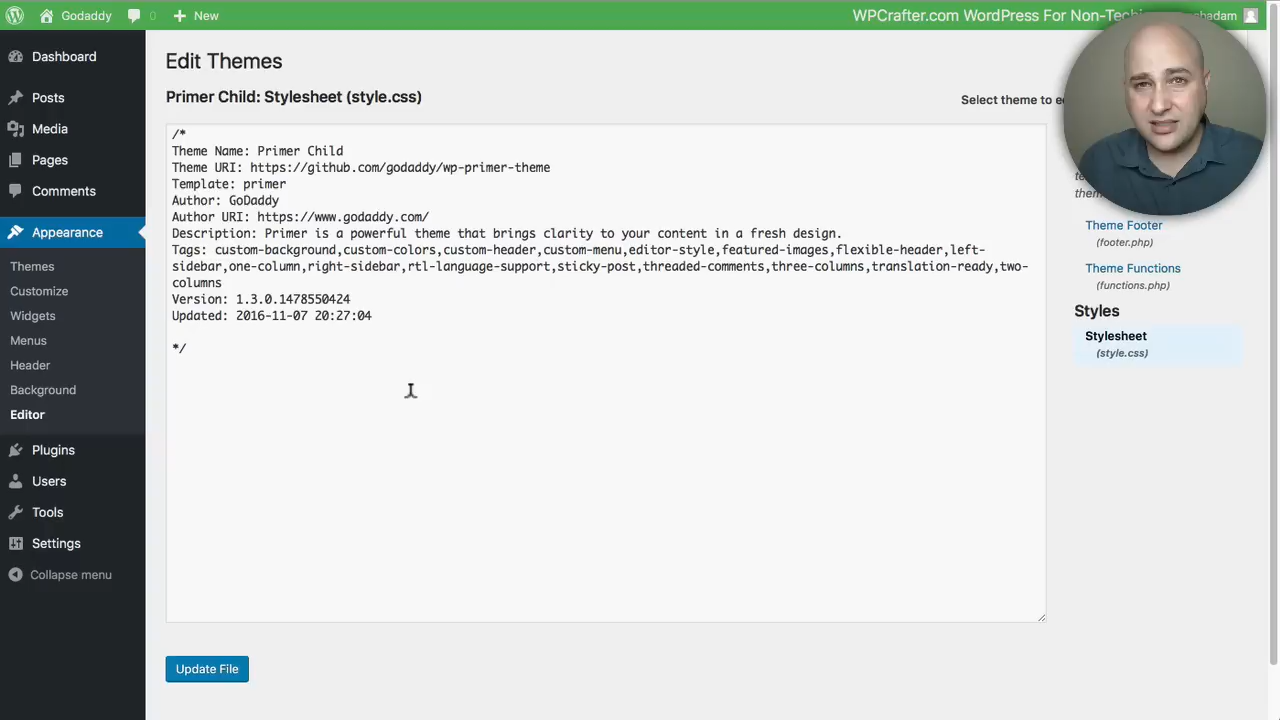 Godaddy 0 New WPCrafter.com WordPress For Non-Techi
Dashboard
Posts
Media
Pages
Comments
Appearance
Themes
Customize
Widgets
Menus
Header
Background
Editor
Plugins
Users
Tools
Settings
Collapse menu
Edit Themes
Primer Child: Stylesheet (style.css)
Select theme to
/*
Theme Name: Primer Child
Theme URI: https://github.com/godaddy/wp-primer-theme
Template: primer
Author: GoDaddy
Author URI: https://www.godaddy.com/
Description: Primer is a powerful theme that brings clarity to your content in a fresh design.
Tags: custom-background,custom-colors,custom-header,custom-menu,editor-style,featured-images,flexible-header,left-
sidebar,one-column,right-sidebar,rtl-language-support,sticky-post,threaded-comments,three-columns,translation-ready,two-
columns
Version: 1.3.0.1478550424
Updated: 2016-11-07 20:27:04
*/
Update File
Theme Footer
(footer.php)
Theme Functions
(functions.php)
Styles
Stylesheet
(style.css)